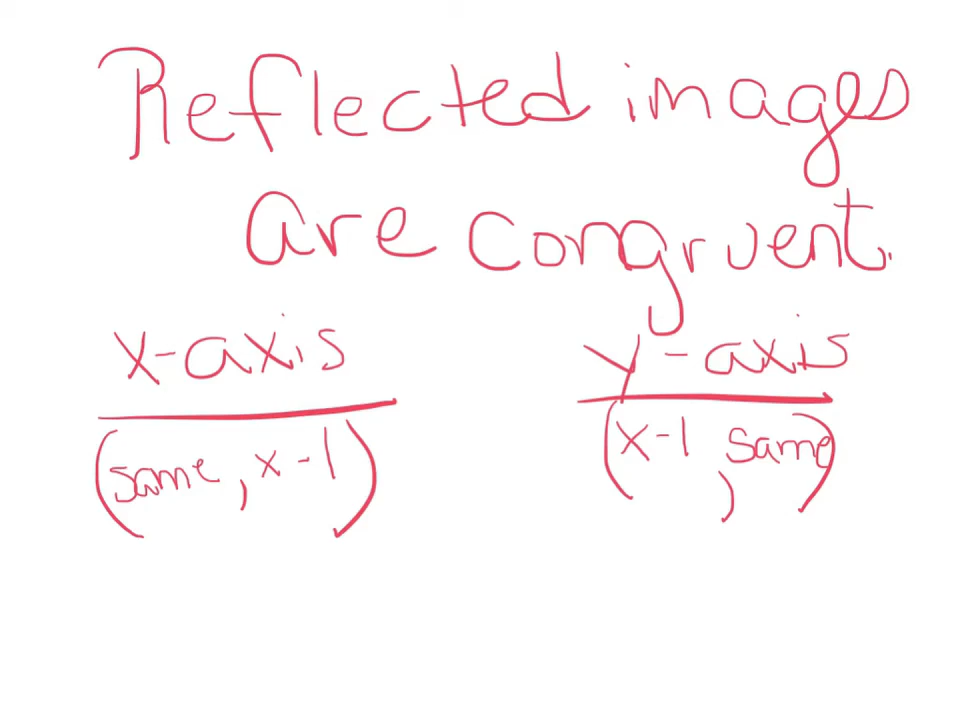 Reflected images
are congruent.
x-axis
(same, x-1)
y-axis
(x-1, same)